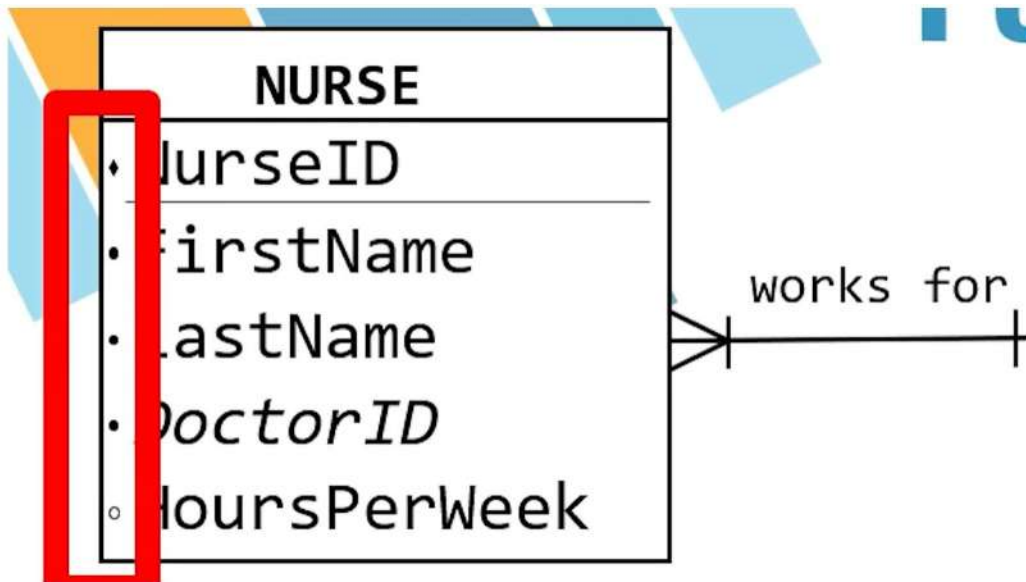 NURSE
NurseID
FirstName
LastName
DoctorID
HoursPerWeek
works for